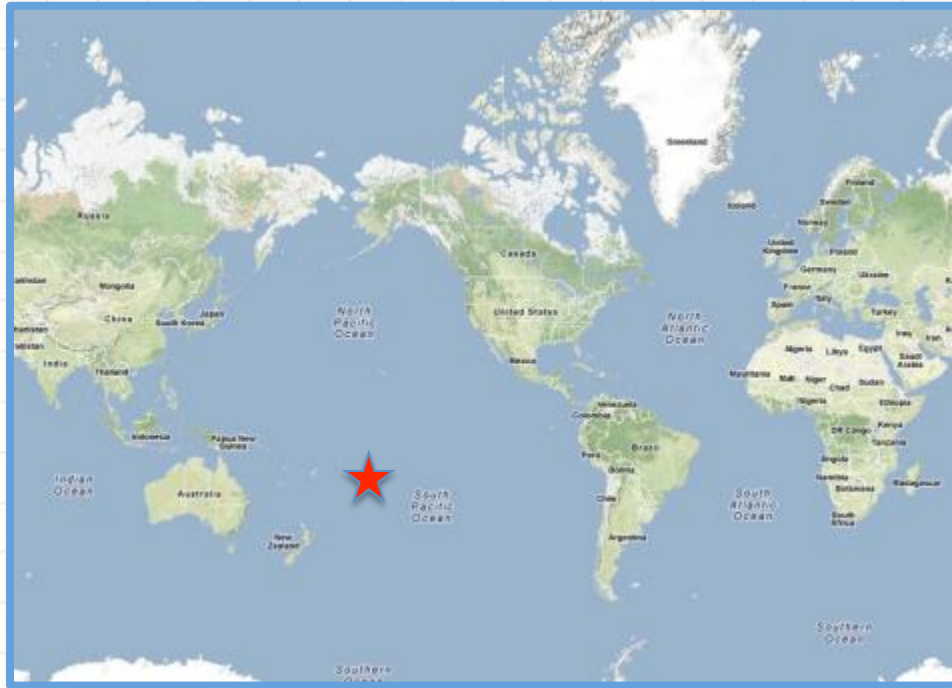 Greenland
Finland
Sweden
Iceland
Norway
Russia
United
Kingdom
Poland
Canada
Germany
Ukraine
Mongolia
France
Italy
Spain
North
Pacific
Ocean
United States
North
Atlantic
Ocean
Turkey
China
Japan
South Korea
Iraq
Iran
Algeria
Libya
Egypt
Saudi
Arabia
Mexico
India
Thailand
Mauritania
Mali
Niger
Chad
Sudan
Nigeria
Ethiopia
Venezuela
Colombia
DR Congo
Kenya
Tanzania
Indonesia
Papua New
Guinea
Peru
Brazil
Bolivia
Angola
Namibia
Botswana
Madagascar
Indian
Ocean
Australia
South
Pacific
Ocean
Chile
South
Atlantic
Ocean
South
Africa
New
Zealand
Argentina
Southern
Ocean
Southern
Ocean